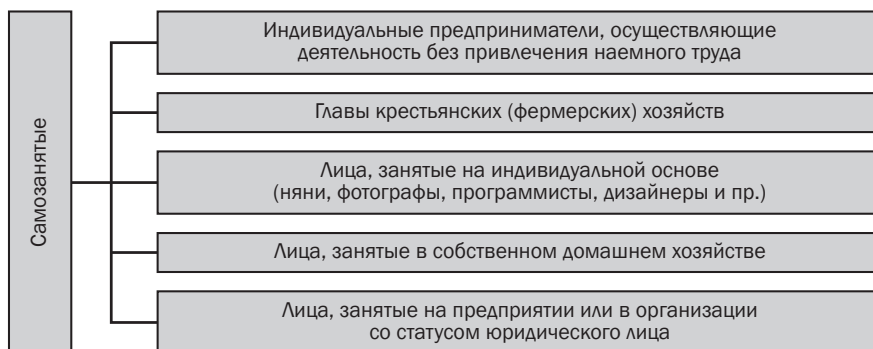 Самозанятые
Индивидуальные предприниматели, осуществляющие
деятельность без привлечения наемного труда
Главы крестьянских (фермерских) хозяйств
Лица, занятые на индивидуальной основе
(няни, фотографы, программисты, дизайнеры и пр.)
Лица, занятые в собственном домашнем хозяйстве
Лица, занятые на предприятии или в организации
со статусом юридического лица